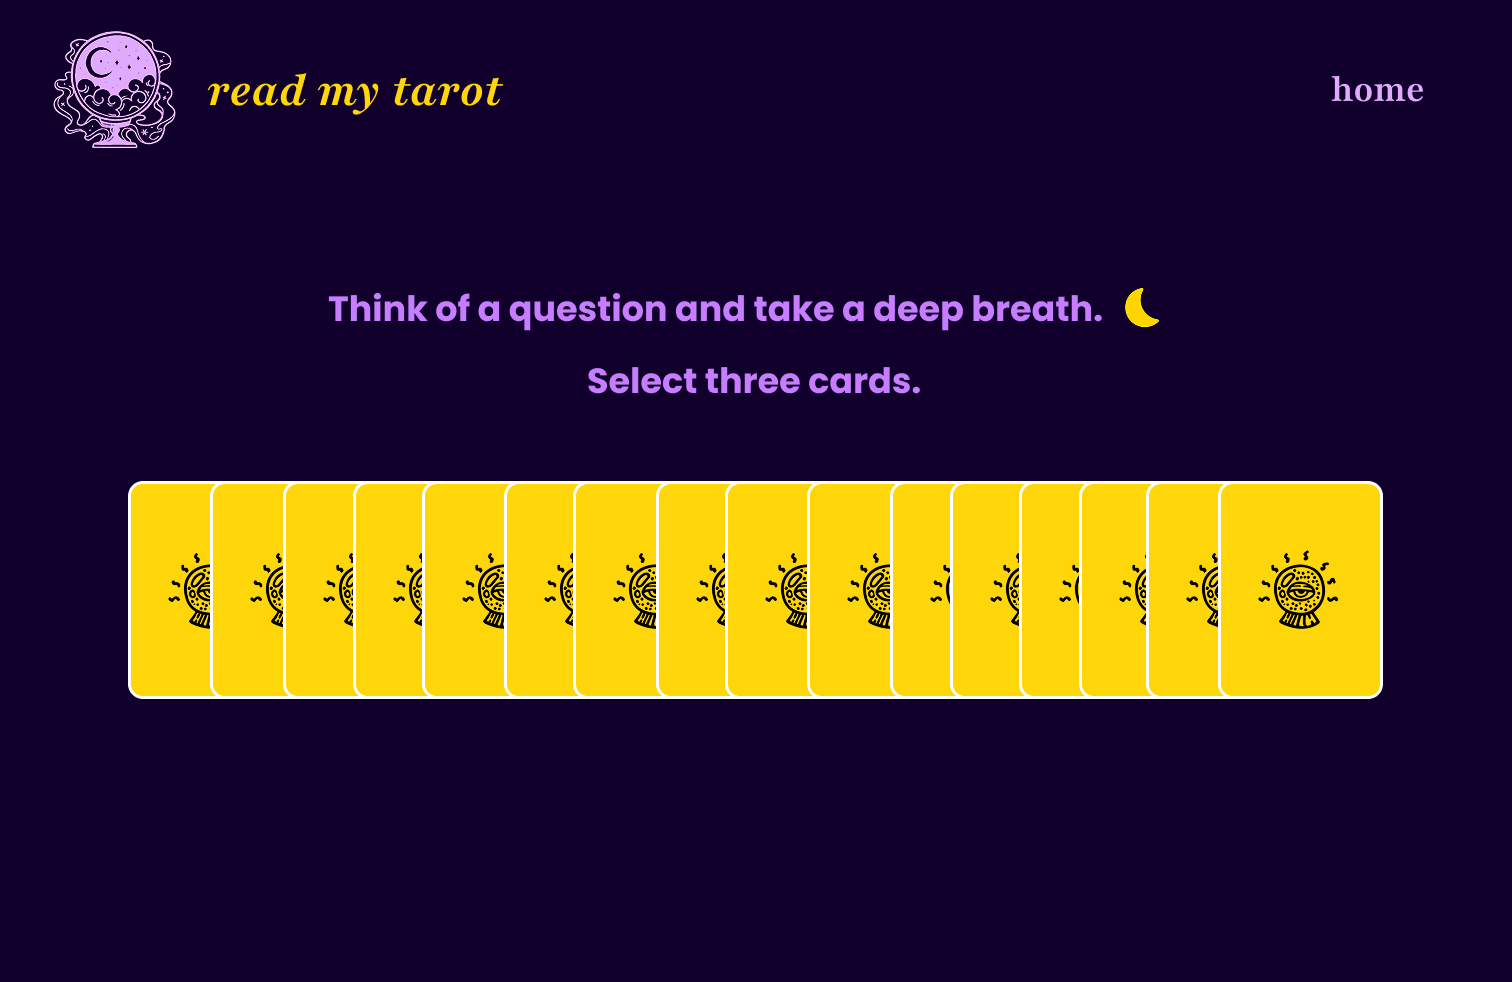 read my tarot
home
Think of a question and take a deep breath.
Select three cards.